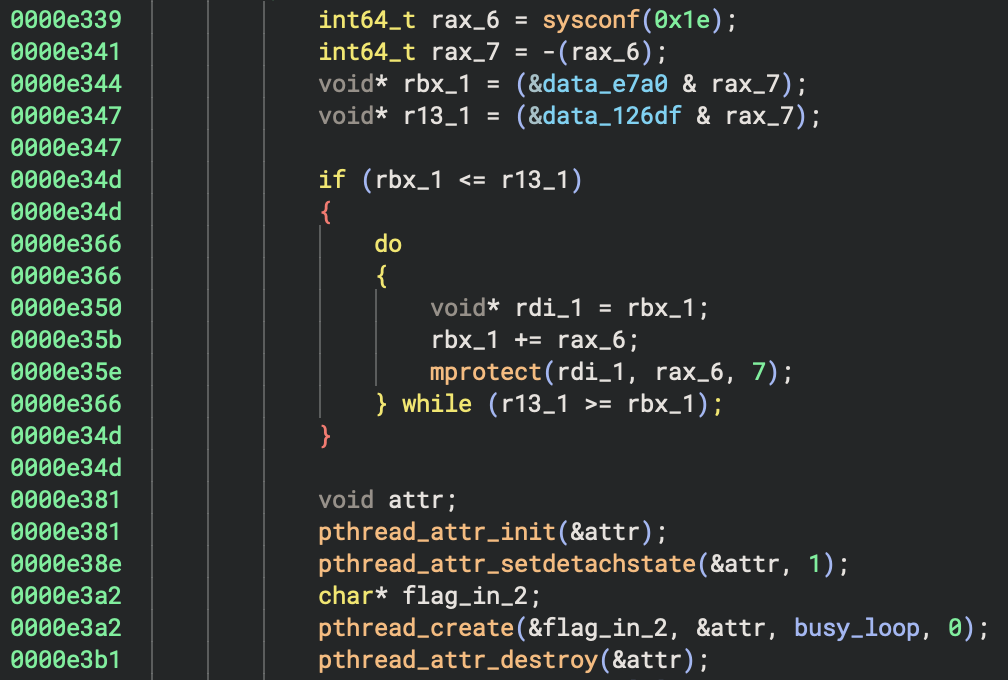 0000e339 int64_t rax_6 = sysconf(0x1e);
0000e341 int64_t rax_7 = -(rax_6);
0000e344 void* rbx_1 = (&data_e7a0 & rax_7);
0000e347 void* r13_1 = (&data_126df & rax_7);
0000e347
0000e34d if (rbx_1 <= r13_1)
0000e34d {
0000e366 do
0000e366 {
0000e350 void* rdi_1 = rbx_1;
0000e35b rbx_1 += rax_6;
0000e35e mprotect(rdi_1, rax_6, 7);
0000e366 } while (r13_1 >= rbx_1);
0000e34d }
0000e34d
0000e381 void attr;
0000e381 pthread_attr_init(&attr);
0000e38e pthread_attr_setdetachstate(&attr, 1);
0000e3a2 char* flag_in_2;
0000e3a2 pthread_create(&flag_in_2, &attr, busy_loop, 0);
0000e3b1 pthread_attr_destroy(&attr);